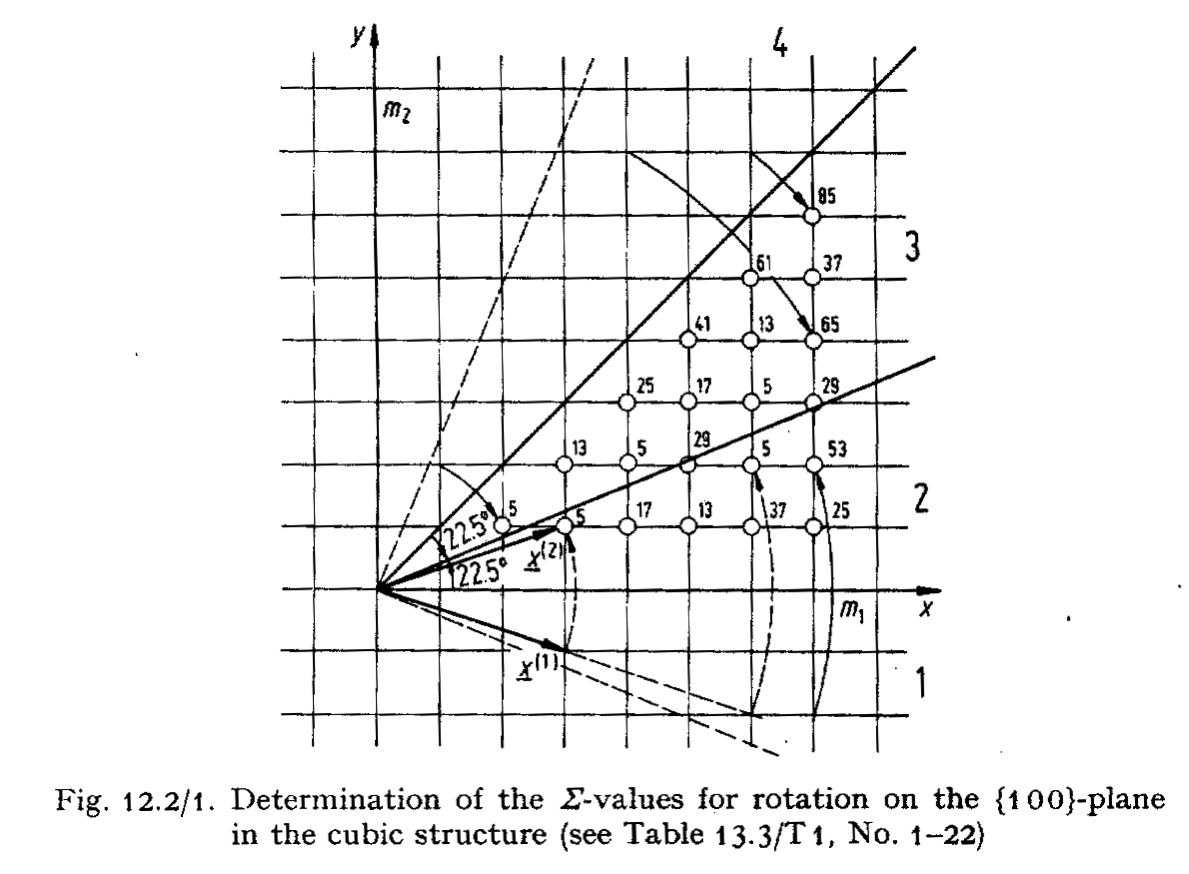 y
4
m₂
85
3
61 37
41 13 65
25 17 5 29
13 5 29 5 53
2
5 5 17 13 37 25
22.5°
22.5°
x⁽²⁾
m₁
x
x⁽¹⁾
1
Fig. 12.2/1. Determination of the Σ-values for rotation on the {100}-plane
in the cubic structure (see Table 13.3/T 1, No. 1–22)